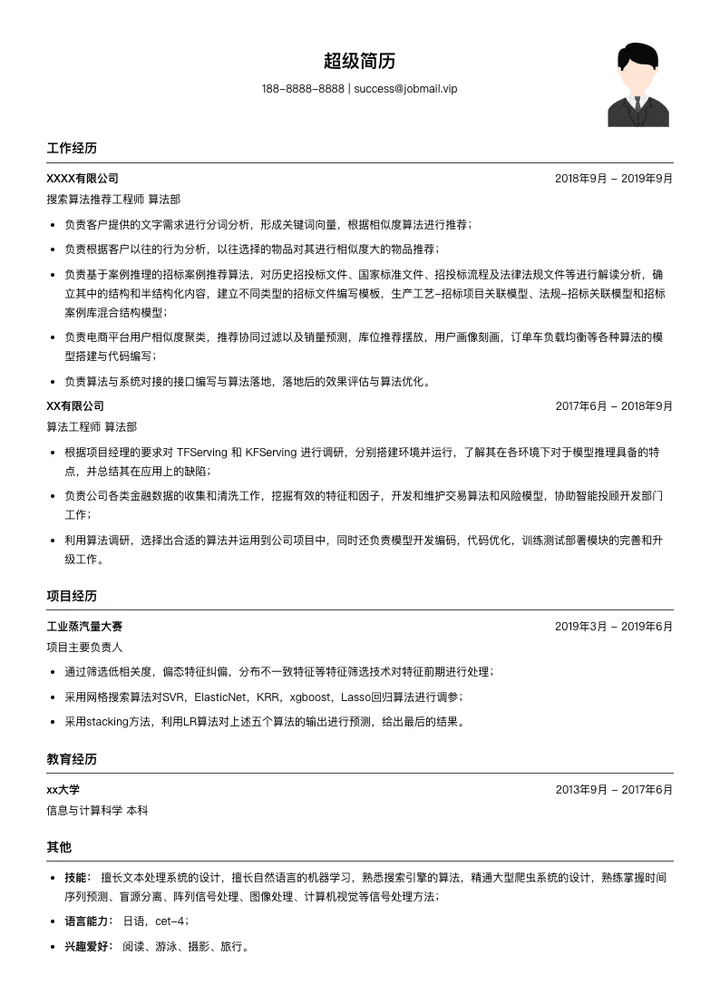 超级简历
188-8888-8888 | success@jobmail.vip
工作经历
XXXX有限公司 2018年9月 – 2019年9月
搜索算法推荐工程师 算法部
• 负责客户提供的文字需求进行分词分析，形成关键词向量，根据相似度算法进行推荐；
• 负责根据客户以往的行为分析，以往选择的物品对其进行相似度大的物品推荐；
• 负责基于案例推理的招标案例推荐算法，对历史招投标文件、国家标准文件、招投标流程及法律法规文件等进行解读分析，确
立其中的结构和半结构化内容，建立不同类型的招标文件编写模板，生产工艺–招标项目关联模型、法规–招标关联模型和招标
案例库混合结构模型；
• 负责电商平台用户相似度聚类，推荐协同过滤以及销量预测，库位推荐摆放，用户画像刻画，订单车负载均衡等各种算法的模
型搭建与代码编写；
• 负责算法与系统对接的接口编写与算法落地，落地后的效果评估与算法优化。
XX有限公司 2017年6月 – 2018年9月
算法工程师 算法部
• 根据项目经理的要求对 TFServing 和 KFServing 进行调研，分别搭建环境并运行，了解其在各环境下对于模型推理具备的特
点，并总结其在应用上的缺陷；
• 负责公司各类金融数据的收集和清洗工作，挖掘有效的特征和因子，开发和维护交易算法和风险模型，协助智能投顾开发部门
工作；
• 利用算法调研，选择出合适的算法并运用到公司项目中，同时还负责模型开发编码，代码优化，训练测试部署模块的完善和升
级工作。
项目经历
工业蒸汽量大赛 2019年3月 – 2019年6月
项目主要负责人
• 通过筛选低相关度，偏态特征纠偏，分布不一致特征等特征筛选技术对特征前期进行处理；
• 采用网格搜索算法对SVR，ElasticNet，KRR，xgboost，Lasso回归算法进行调参；
• 采用stacking方法，利用LR算法对上述五个算法的输出进行预测，给出最后的结果。
教育经历
xx大学 2013年9月 – 2017年6月
信息与计算科学 本科
其他
• 技能： 擅长文本处理系统的设计，擅长自然语言的机器学习，熟悉搜索引擎的算法，精通大型爬虫系统的设计，熟练掌握时间
序列预测、盲源分离、阵列信号处理、图像处理、计算机视觉等信号处理方法；
• 语言能力： 日语，cet-4；
• 兴趣爱好： 阅读、游泳、摄影、旅行。